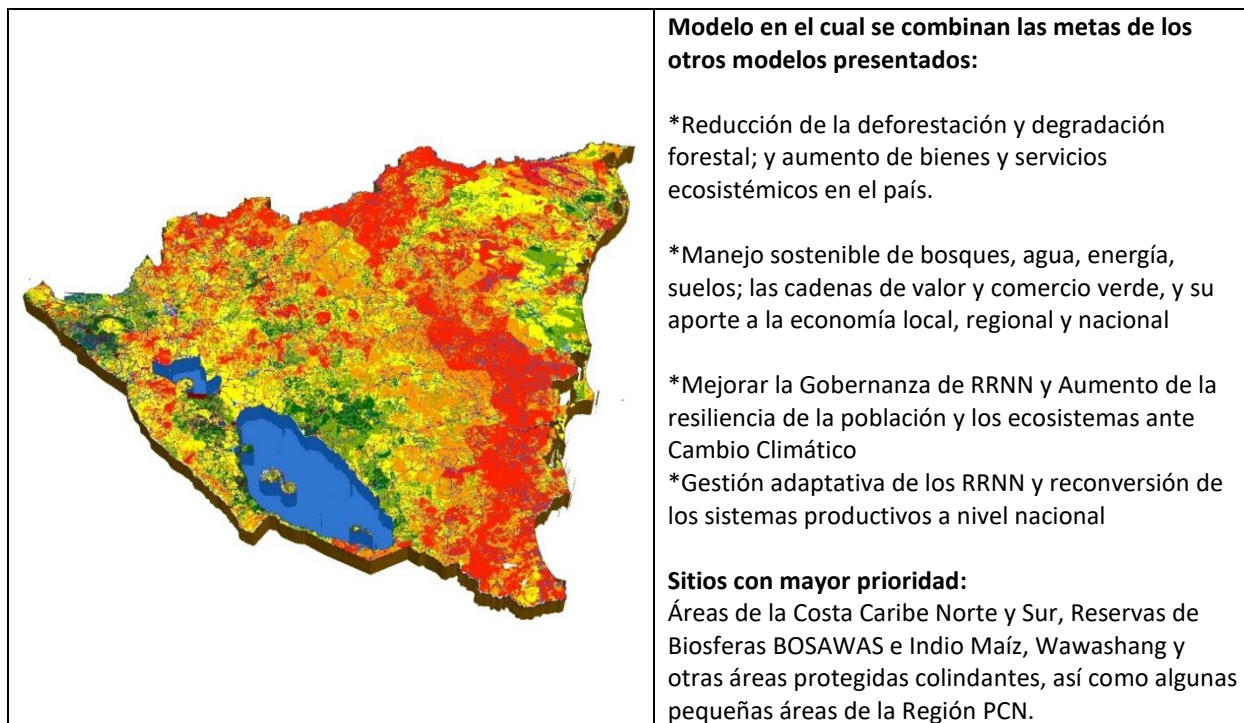 Modelo en el cual se combinan las metas de los
otros modelos presentados:
*Reducción de la deforestación y degradación
forestal; y aumento de bienes y servicios
ecosistémicos en el país.
*Manejo sostenible de bosques, agua, energía,
suelos; las cadenas de valor y comercio verde, y su
aporte a la economía local, regional y nacional
*Mejorar la Gobernanza de RRNN y Aumento de la
resiliencia de la población y los ecosistemas ante
Cambio Climático
*Gestión adaptativa de los RRNN y reconversión de
los sistemas productivos a nivel nacional
Sitios con mayor prioridad:
Áreas de la Costa Caribe Norte y Sur, Reservas de
Biosferas BOSAWAS e Indio Maíz, Wawashang y
otras áreas protegidas colindantes, así como algunas
pequeñas áreas de la Región PCN.